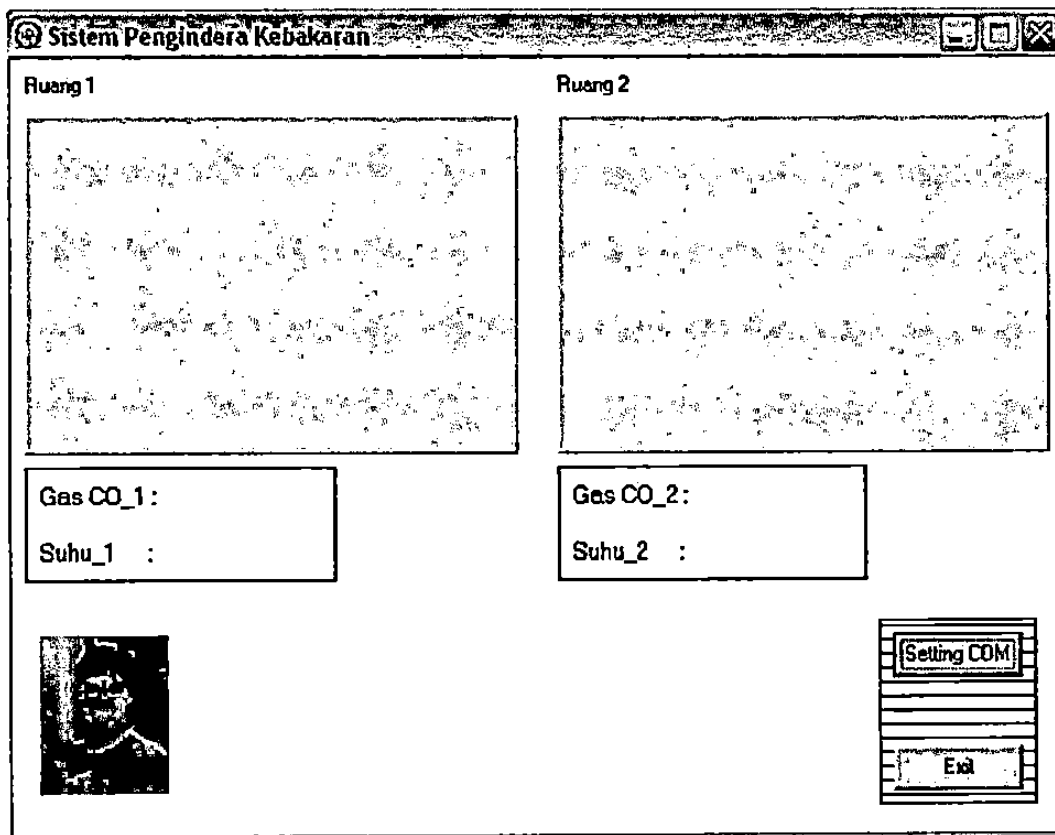 Sistem Pengindera Kebakaran
Ruang 1
Ruang 2
Gas CO_1 :
Suhu_1 :
Gas CO_2 :
Suhu_2 :
Setting COM
Exit